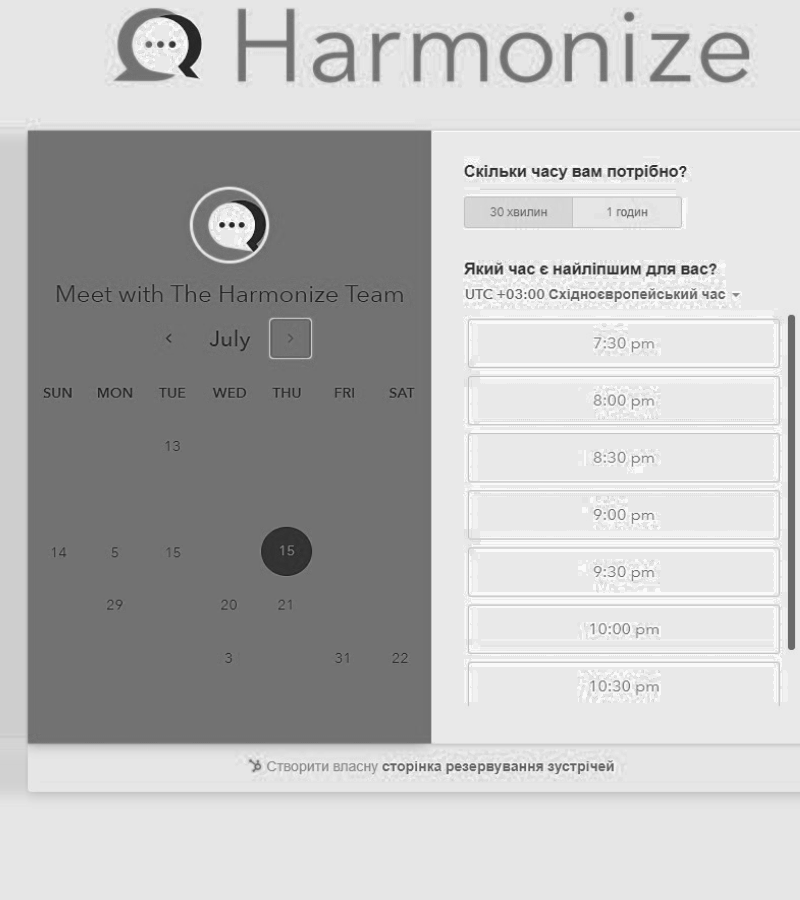 Harmonize
Meet with The Harmonize Team
July
SUN MON TUE WED THU FRI SAT
13
14 5 15 15
29 20 21
3 31 22
Скільки часу вам потрібно?
30 хвилин 1 годин
Який час є найліпшим для вас?
UTC +03:00 Східноєвропейський час
7:30 pm
8:00 pm
8:30 pm
9:00 pm
9:30 pm
10:00 pm
10:30 pm
Створити власну сторінка резервування зустрічей